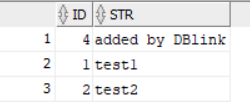 ID STR
1 4 added by DBlink
2 1 test1
3 2 test2